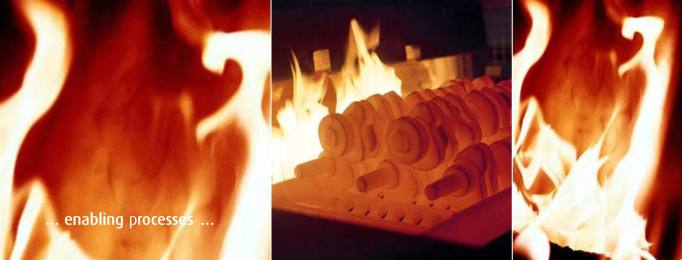 ... enabling processes ...